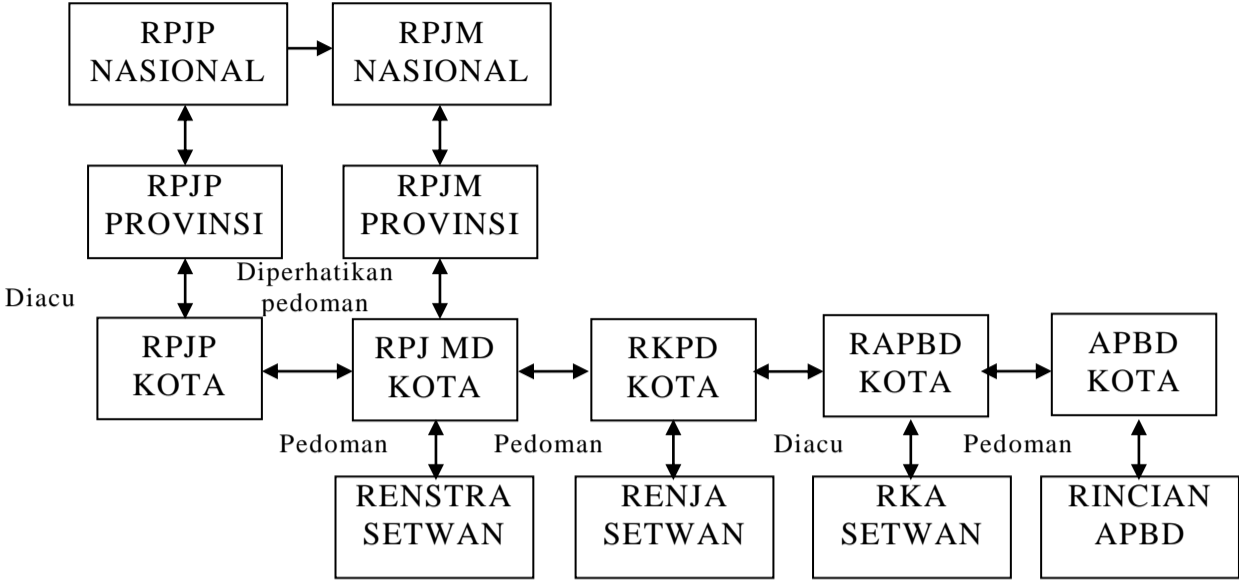 RPJP
NASIONAL
RPJM
NASIONAL
RPJP
PROVINSI
RPJM
PROVINSI
Diacu
Diperhatikan
pedoman
RPJP
KOTA
RPJ MD
KOTA
RKPD
KOTA
RAPBD
KOTA
APBD
KOTA
Pedoman
Pedoman
Diacu
Pedoman
RENSTRA
SETWAN
RENJA
SETWAN
RKA
SETWAN
RINCIAN
APBD